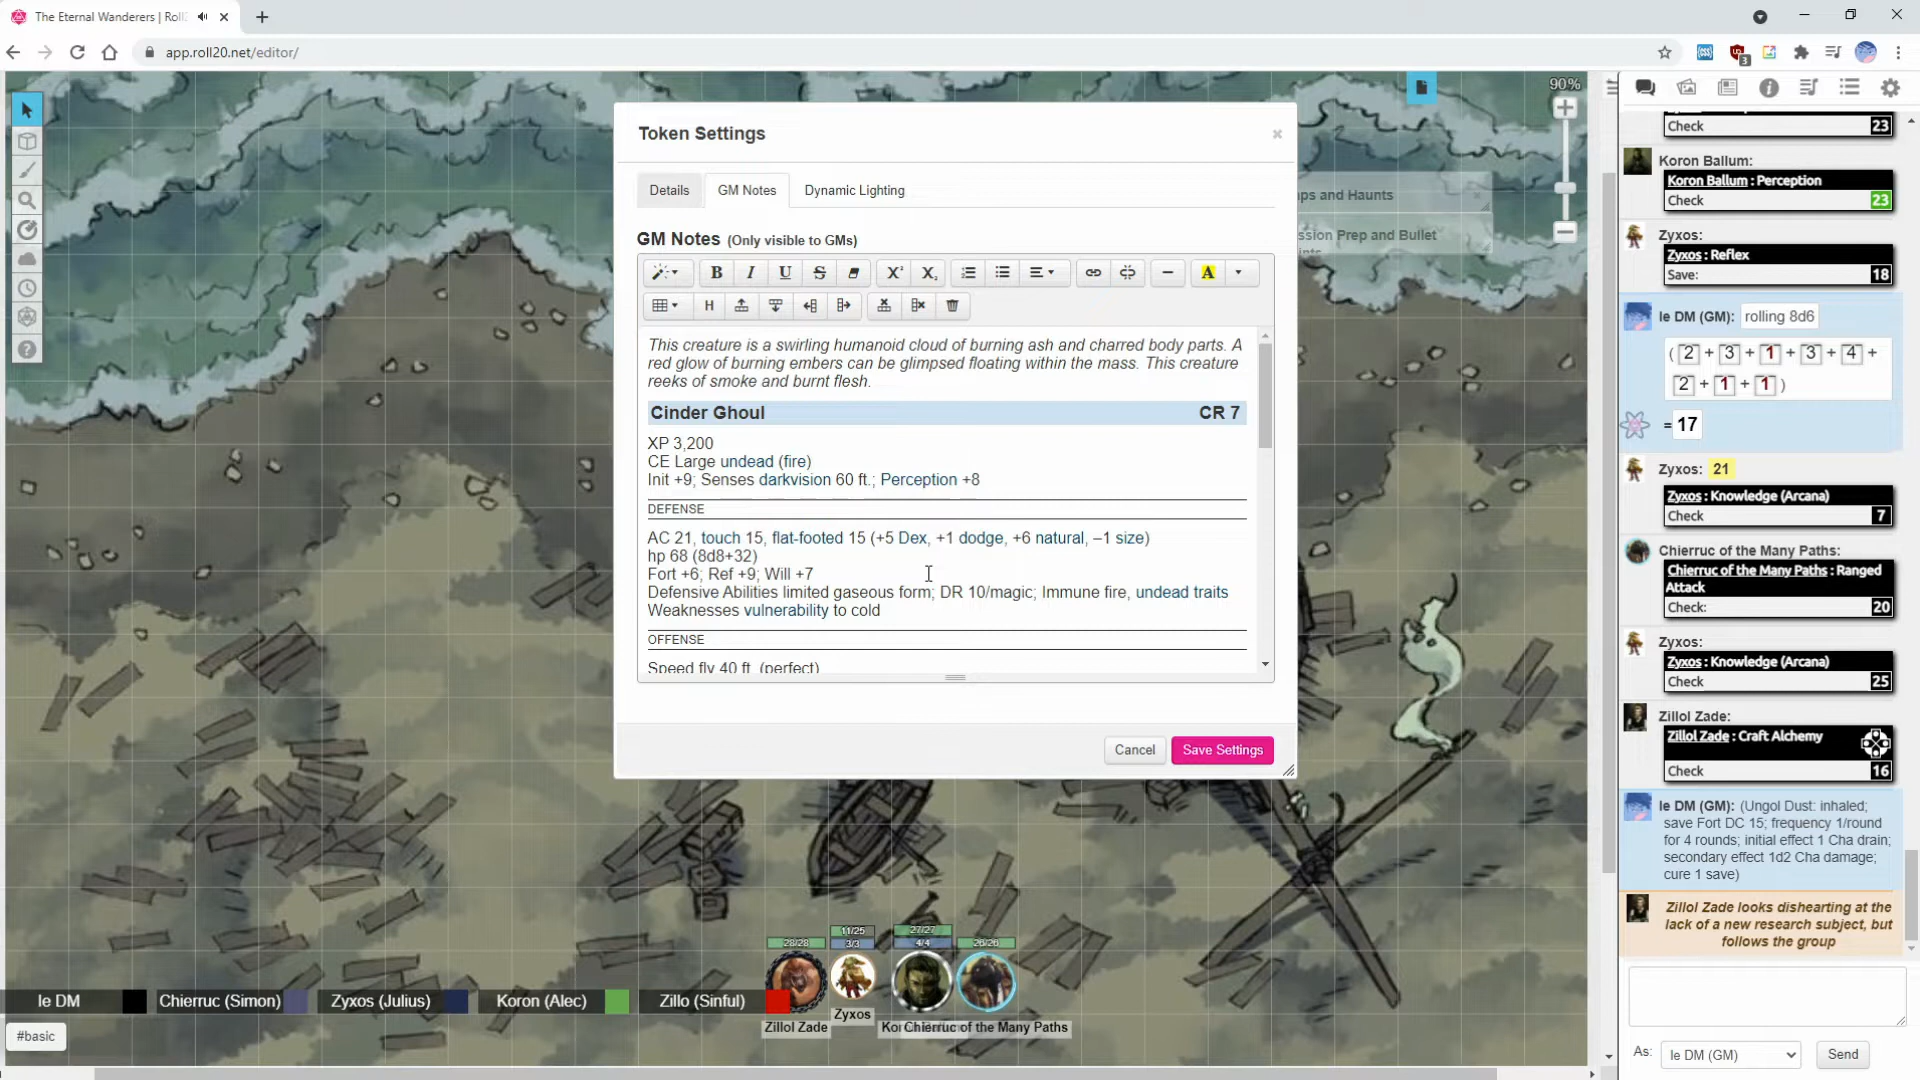 The Eternal Wanderers | Roll2
app.roll20.net/editor/
3
90%
Token Settings
Details
GM Notes
Dynamic Lighting
GM Notes (Only visible to GMs)
This creature is a swirling humanoid cloud of burning ash and charred body parts. A
red glow of burning embers can be glimpsed floating within the mass. This creature
reeks of smoke and burnt flesh.
Cinder Ghoul CR 7
XP 3,200
CE Large undead (fire)
Init +9; Senses darkvision 60 ft.; Perception +8
DEFENSE
AC 21, touch 15, flat-footed 15 (+5 Dex, +1 dodge, +6 natural, –1 size)
hp 68 (8d8+32)
Fort +6; Ref +9; Will +7
Defensive Abilities limited gaseous form; DR 10/magic; Immune fire, undead traits
Weaknesses vulnerability to cold
OFFENSE
Speed fly 40 ft. (perfect)
Cancel
Save Settings
ps and Haunts
ssion Prep and Bullet
Check 23
Koron Ballum:
Koron Ballum : Perception
Check 23
Zyxos:
Zyxos : Reflex
Save: 18
le DM (GM): rolling 8d6
( 2 + 3 + 1 + 3 + 4 +
2 + 1 + 1 )
= 17
Zyxos: 21
Zyxos : Knowledge (Arcana)
Check 7
Chierruc of the Many Paths:
Chierruc of the Many Paths : Ranged
Attack
Check: 20
Zyxos:
Zyxos : Knowledge (Arcana)
Check 25
Zillol Zade:
Zillol Zade : Craft Alchemy
Check 16
le DM (GM): (Ungol Dust: inhaled;
save Fort DC 15; frequency 1/round
for 4 rounds; initial effect 1 Cha drain;
secondary effect 1d2 Cha damage;
cure 1 save)
Zillol Zade looks dishearting at the
lack of a new research subject, but
follows the group
As: le DM (GM)
Send
28/28
11/25
3/3
27/27
4/4
26/26
le DM
Chierruc (Simon)
Zyxos (Julius)
Koron (Alec)
Zillo (Sinful)
Zillol Zade
Zyxos
Chierruc of the Many Paths
#basic